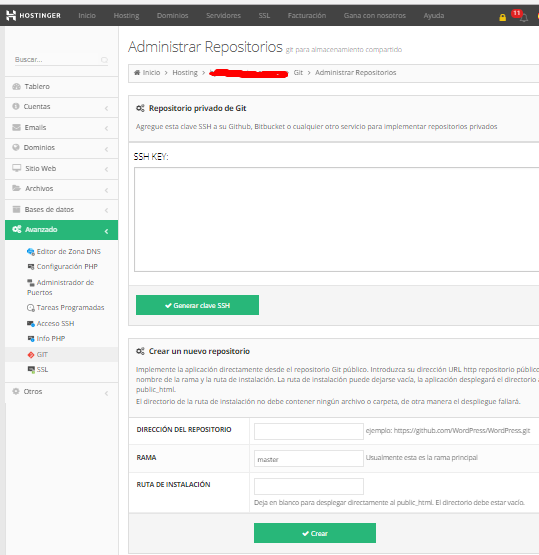 HOSTINGER
Inicio Hosting Dominios Servidores SSL Facturación Gana con nosotros Ayuda 11
Administrar Repositorios git para almacenamiento compartido
Buscar...
Inicio > Hosting > Git > Administrar Repositorios
Tablero
Cuentas
Emails
Dominios
Sitio Web
Archivos
Bases de datos
Avanzado
Editor de Zona DNS
Configuración PHP
Administrador de
Puertos
Tareas Programadas
Acceso SSH
Info PHP
GIT
SSL
Otros
Repositorio privado de Git
Agregue esta clave SSH a su Github, Bitbucket o cualquier otro servicio para implementar repositorios privados
SSH KEY:
Generar clave SSH
Crear un nuevo repositorio
Implemente la aplicación directamente desde el repositorio Git público. Introduzca su dirección URL http repositorio público
nombre de la rama y la ruta de instalación. La ruta de instalación puede dejarse vacía, la aplicación desplegará el directorio
public_html.
El directorio de la ruta de instalación no debe contener ningún archivo o carpeta, de otra manera el despliegue fallará.
DIRECCIÓN DEL REPOSITORIO ejemplo: https://github.com/WordPress/WordPress.git
RAMA master Usualmente esta es la rama principal
RUTA DE INSTALACIÓN
Deja en blanco para desplegar directamente al public_html. El directorio debe estar vacío.
Crear